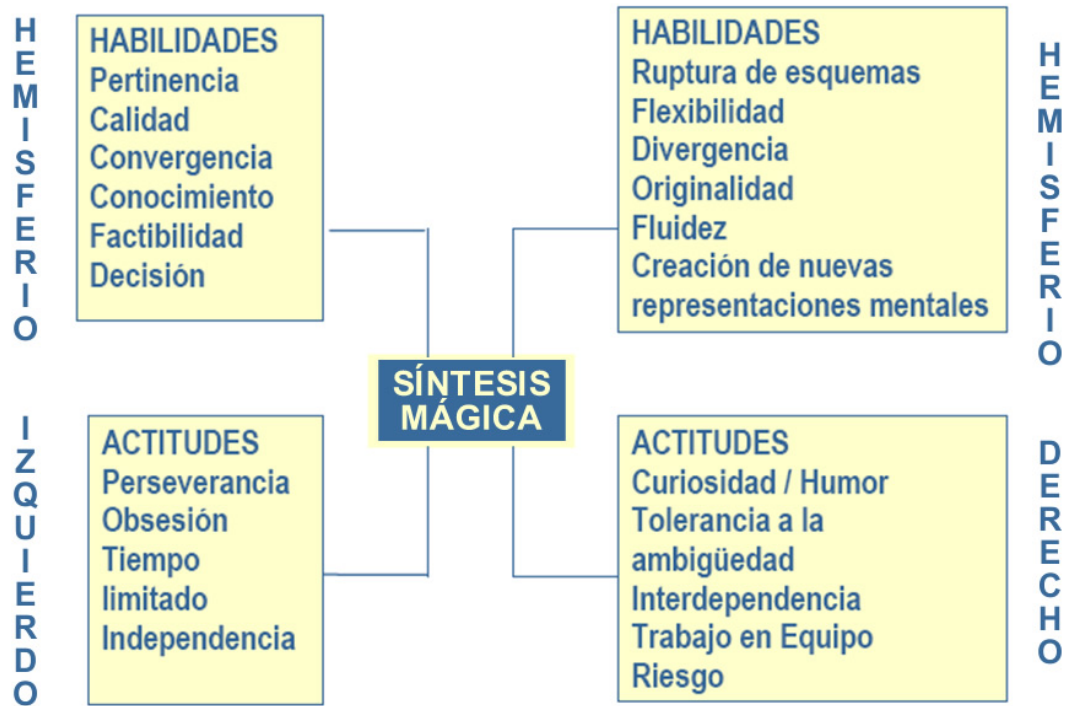 HEMISFERIO
IZQUIERDO
HABILIDADES
Pertinencia
Calidad
Convergencia
Conocimiento
Factibilidad
Decisión
ACTITUDES
Perseverancia
Obsesión
Tiempo
limitado
Independencia
SÍNTESIS
MÁGICA
HABILIDADES
Ruptura de esquemas
Flexibilidad
Divergencia
Originalidad
Fluidez
Creación de nuevas
representaciones mentales
ACTITUDES
Curiosidad / Humor
Tolerancia a la
ambigüedad
Interdependencia
Trabajo en Equipo
Riesgo
HEMISFERIO
DERECHO